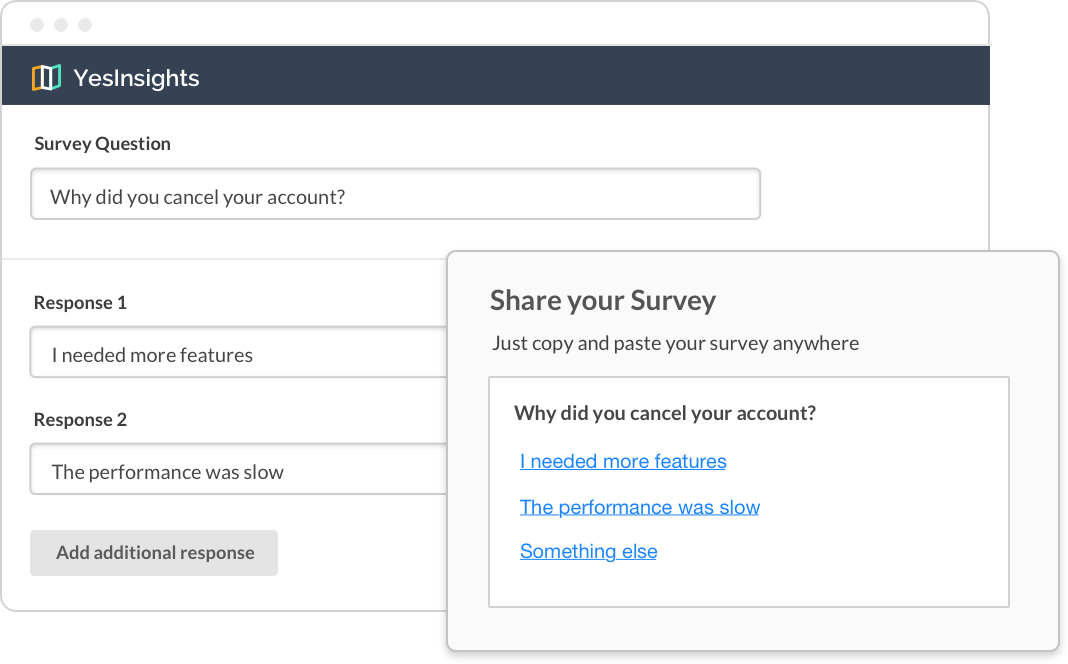 YesInsights
Survey Question
Why did you cancel your account?
Response 1
I needed more features
Response 2
The performance was slow
Add additional response
Share your Survey
Just copy and paste your survey anywhere
Why did you cancel your account?
I needed more features
The performance was slow
Something else